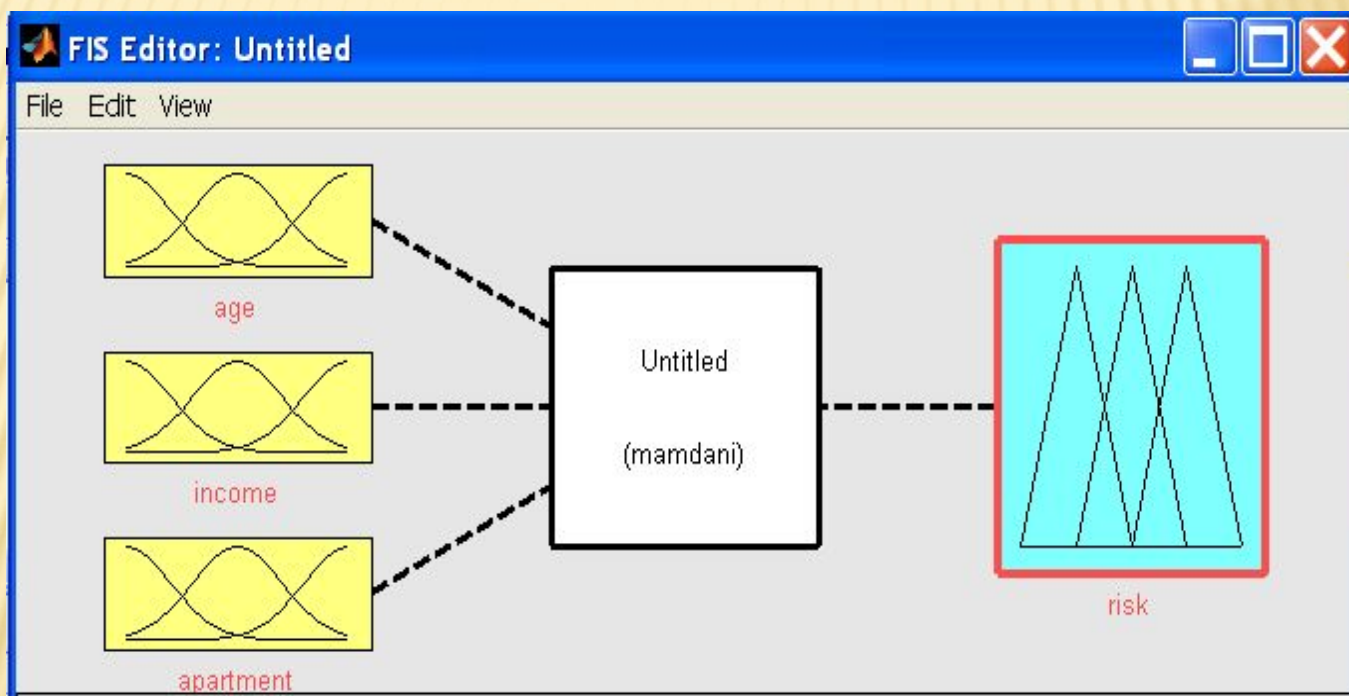 FIS Editor: Untitled
File Edit View
age
income
apartment
Untitled
(mamdani)
risk